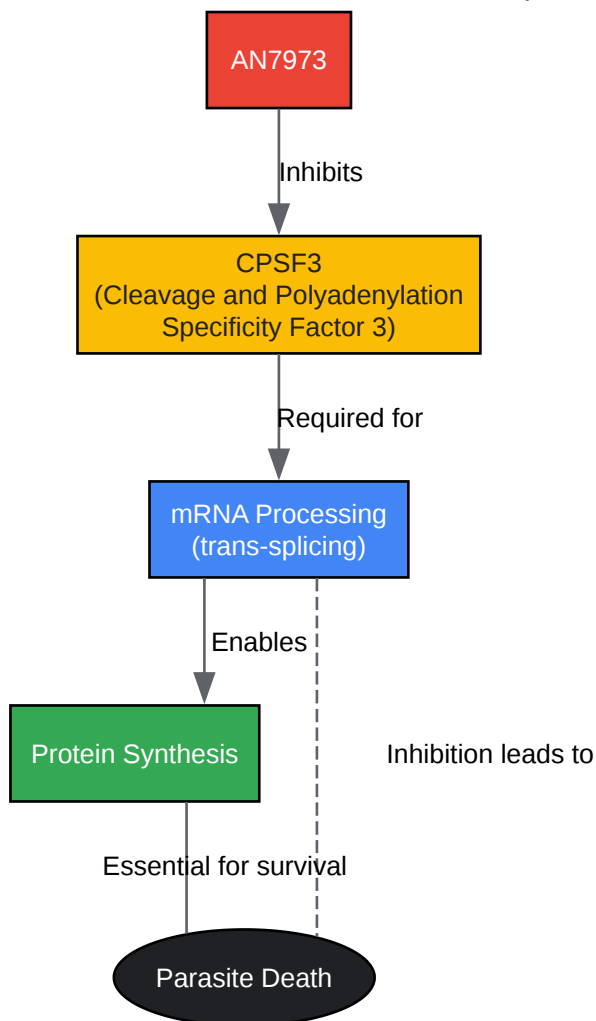 AN7973
Inhibits
CPSF3
(Cleavage and Polyadenylation
Specificity Factor 3)
Required for
mRNA Processing
(trans-splicing)
Enables
Protein Synthesis
Inhibition leads to
Essential for survival
Parasite Death